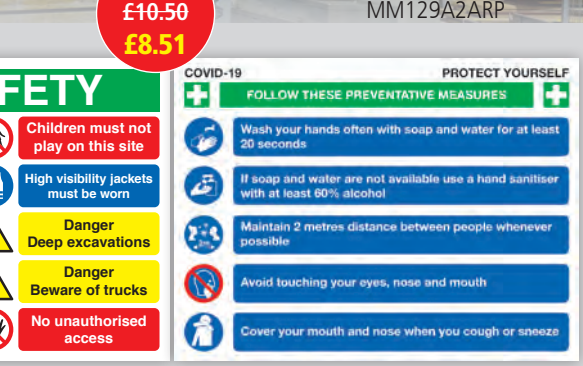 £10.50
£8.51
MM129A2ARP
FETY
Children must not
play on this site
High visibility jackets
must be worn
Danger
Deep excavations
Danger
Beware of trucks
No unauthorised
access
COVID-19
PROTECT YOURSELF
FOLLOW THESE PREVENTATIVE MEASURES
Wash your hands often with soap and water for at least
20 seconds
If soap and water are not available use a hand sanitiser
with at least 60% alcohol
Maintain 2 metres distance between people whenever
possible
Avoid touching your eyes, nose and mouth
Cover your mouth and nose when you cough or sneeze